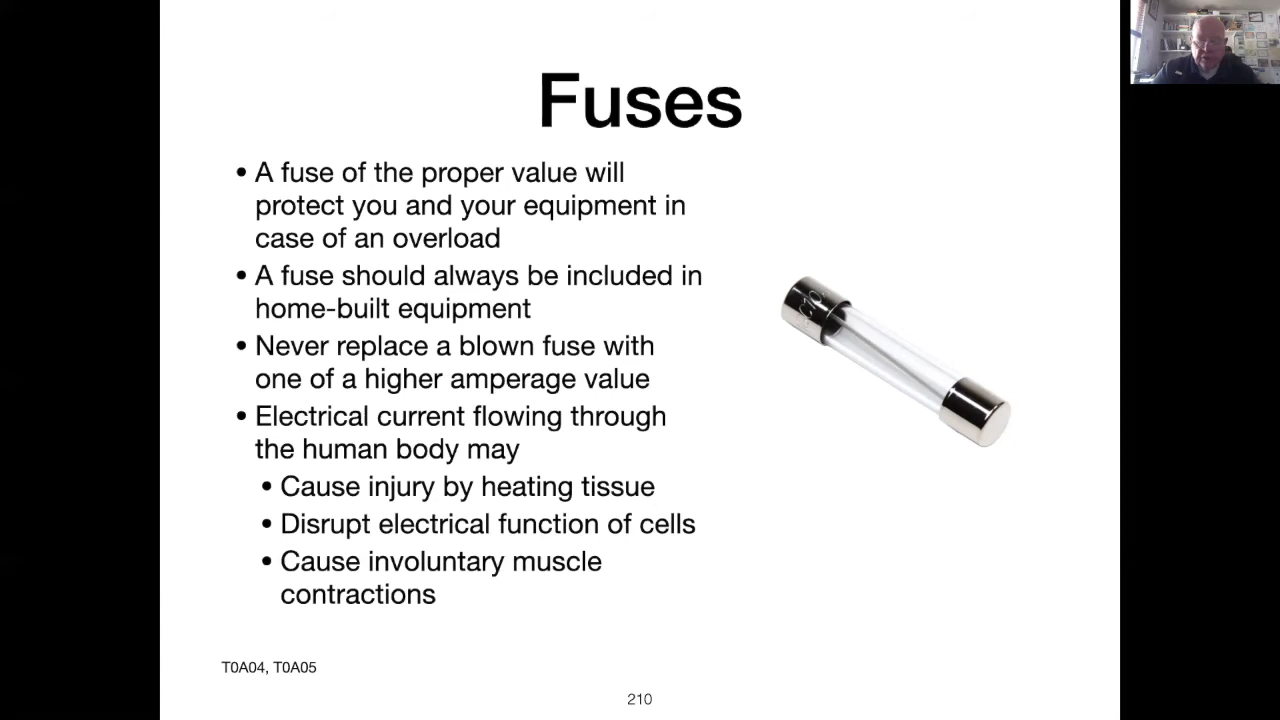 Fuses
• A fuse of the proper value will
protect you and your equipment in
case of an overload
• A fuse should always be included in
home-built equipment
• Never replace a blown fuse with
one of a higher amperage value
• Electrical current flowing through
the human body may
• Cause injury by heating tissue
• Disrupt electrical function of cells
• Cause involuntary muscle
contractions
T0A04, T0A05
210